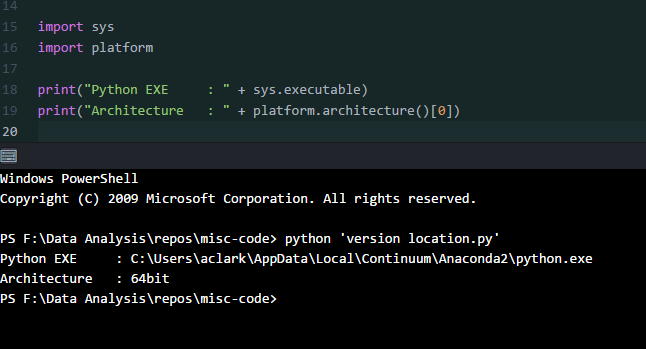 14
15 import sys
16 import platform
17
18 print("Python EXE     : " + sys.executable)
19 print("Architecture   : " + platform.architecture()[0])
20
Windows PowerShell
Copyright (C) 2009 Microsoft Corporation. All rights reserved.
PS F:\Data Analysis\repos\misc-code> python 'version location.py'
Python EXE     : C:\Users\aclark\AppData\Local\Continuum\Anaconda2\python.exe
Architecture   : 64bit
PS F:\Data Analysis\repos\misc-code>